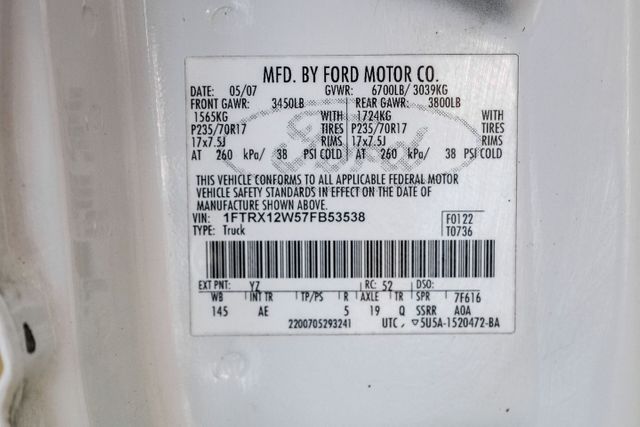 MFD. BY FORD MOTOR CO.
DATE: 05/07 GVWR: 6700LB/ 3039KG
FRONT GAWR: 3450LB REAR GAWR: 3800LB
1565KG WITH 1724KG WITH
P235/70R17 TIRES P235/70R17 TIRES
17x7.5J RIMS 17x7.5J RIMS
AT 260 kPa/ 38 PSI COLD AT 260 kPa/ 38 PSI COLD
THIS VEHICLE CONFORMS TO ALL APPLICABLE FEDERAL MOTOR
VEHICLE SAFETY STANDARDS IN EFFECT ON THE DATE OF
MANUFACTURE SHOWN ABOVE.
VIN: 1FTRX12W57FB53538 F0122
TYPE: Truck T0736
EXT PNT: YZ RC: 52 DSO:
WB INT TR TP/PS R AXLE TR SPR 7F616
145 AE 5 19 Q SSRR AOA
2200705293241 UTC, ▽5U5A-1520472-BA
Ford